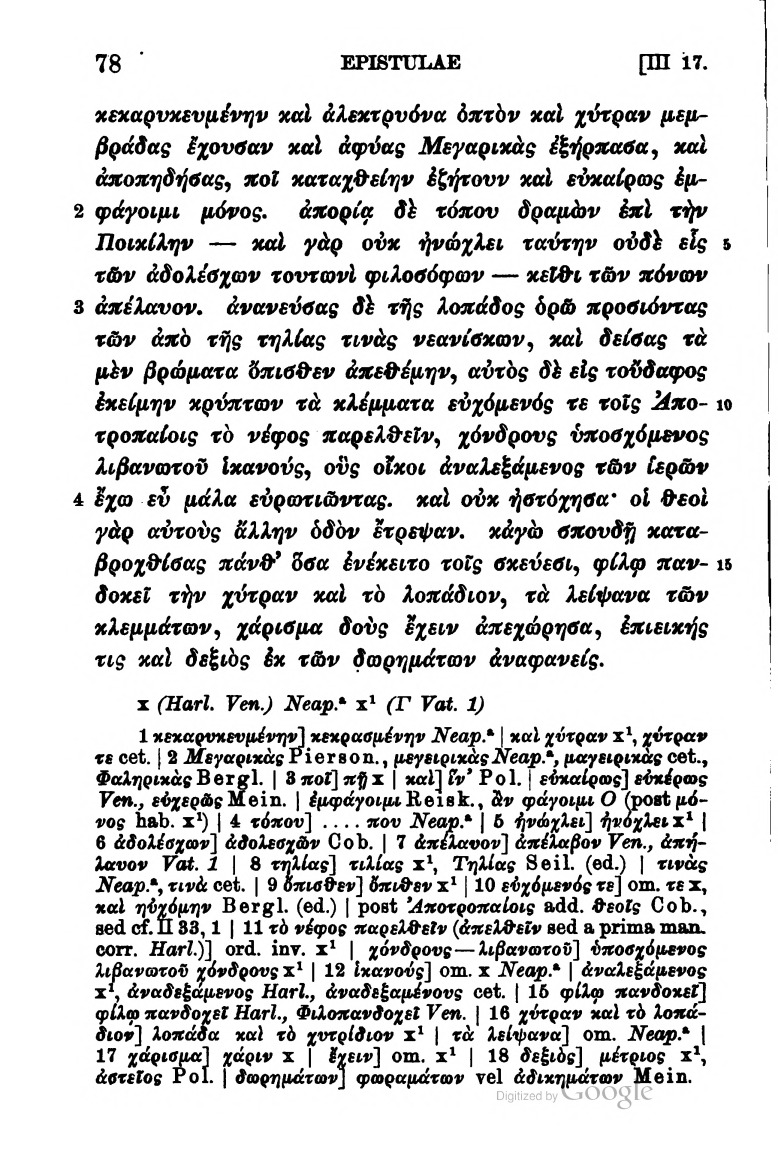 78 EPISTULAE [III 17.
κεκαρυκευμένην καὶ ἀλεκτρυόνα ὀπτὸν καὶ χύτραν μεμ-
βράδας ἔχουσαν καὶ ἀφύας Μεγαρικὰς ἐξήρπασα, καὶ
ἀποπηδήσας, ποῖ καταχθείην ἐζήτουν καὶ εὐκαίρως ἐμ-
2 φάγοιμι μόνος. ἀπορίᾳ δὲ τόπου δραμὼν ἐπὶ τὴν
Ποικίλην — καὶ γὰρ οὐκ ἠνώχλει ταύτην οὐδὲ εἷς 5
τῶν ἀδολέσχων τουτωνὶ φιλοσόφων — κεῖθι τῶν πόνων
3 ἀπέλαυον. ἀνανεύσας δὲ τῆς λοπάδος ὁρῶ προσιόντας
τῶν ἀπὸ τῆς τηλίας τινὰς νεανίσκων, καὶ δείσας τὰ
μὲν βρώματα ὄπισθεν ἀπεθέμην, αὐτὸς δὲ εἰς τοὔδαφος
ἐκείμην κρύπτων τὰ κλέμματα εὐχόμενός τε τοῖς Ἀπο- 10
τροπαίοις τὸ νέφος παρελθεῖν, χόνδρους ὑποσχόμενος
λιβανωτοῦ ἱκανούς, οὓς οἴκοι ἀναλεξάμενος τῶν ἱερῶν
4 ἔχω εὖ μάλα εὐρωτιῶντας. καὶ οὐκ ἠστόχησα· οἱ θεοὶ
γὰρ αὐτοὺς ἄλλην ὁδὸν ἔτρεψαν. κἀγὼ σπουδῇ κατα-
βροχθίσας πάνθ’ ὅσα ἐνέκειτο τοῖς σκεύεσι, φίλῳ παν- 15
δοκεῖ τὴν χύτραν καὶ τὸ λοπάδιον, τὰ λείψανα τῶν
κλεμμάτων, χάρισμα δοὺς ἔχειν ἀπεχώρησα, ἐπιεικής
τις καὶ δεξιὸς ἐκ τῶν δωρημάτων ἀναφανείς.
x (Harl. Ven.) Neap.ᵃ x¹ (Γ Vat. 1)
1 κεκαρυκευμένην] κεκρασμένην Neap.ᵃ | καὶ χύτραν x¹, χύτραν
τε cet. | 2 Μεγαρικὰς Pierson., μεγειρικὰς Neap.ᵃ, μαγειρικὰς cet.,
Φαληρικὰς Bergl. | 3 ποῖ] πῇ x | καὶ] ἵν’ Pol. | εὐκαίρως] εὐκέρως
Ven., εὐχερῶς Mein. | ἐμφάγοιμι Reisk., ἂν φάγοιμι O (post μό-
νος hab. x¹) | 4 τόπου] .... που Neap.ᵃ | 5 ἠνώχλει] ἠνόχλει x¹ |
6 ἀδολέσχων] ἀδολεσχῶν Cob. | 7 ἀπέλαυον] ἀπέλαβον Ven., ἀπή-
λαυον Vat. 1 | 8 τηλίας] τιλίας x¹, Τηλίας Seil. (ed.) | τινὰς
Neap.ᵃ, τινὰ cet. | 9 ὄπισθεν] ὄπιθεν x¹ | 10 εὐχόμενός τε] om. τε x,
καὶ ηὐχόμην Bergl. (ed.) | post Ἀποτροπαίοις add. θεοῖς Cob.,
sed cf. II 33, 1 | 11 τὸ νέφος παρελθεῖν (ἀπελθεῖν sed a prima man.
corr. Harl.)] ord. inv. x¹ | χόνδρους—λιβανωτοῦ] ὑποσχόμενος
λιβανωτοῦ χόνδρους x¹ | 12 ἱκανούς] om. x Neap.ᵃ | ἀναλεξάμενος
x¹, ἀναδεξάμενος Harl., ἀναδεξαμένους cet. | 15 φίλῳ πανδοκεῖ]
φίλῳ πανδοχεῖ Harl., Φιλοπανδοχεῖ Ven. | 16 χύτραν καὶ τὸ λοπά-
διον] λοπάδα καὶ τὸ χυτρίδιον x¹ | τὰ λείψανα] om. Neap.ᵃ |
17 χάρισμα] χάριν x | ἔχειν] om. x¹ | 18 δεξιὸς] μέτριος x¹,
ἀστεῖος Pol. | δωρημάτων] φωραμάτων vel ἀδικημάτων Mein.
Digitized by Google